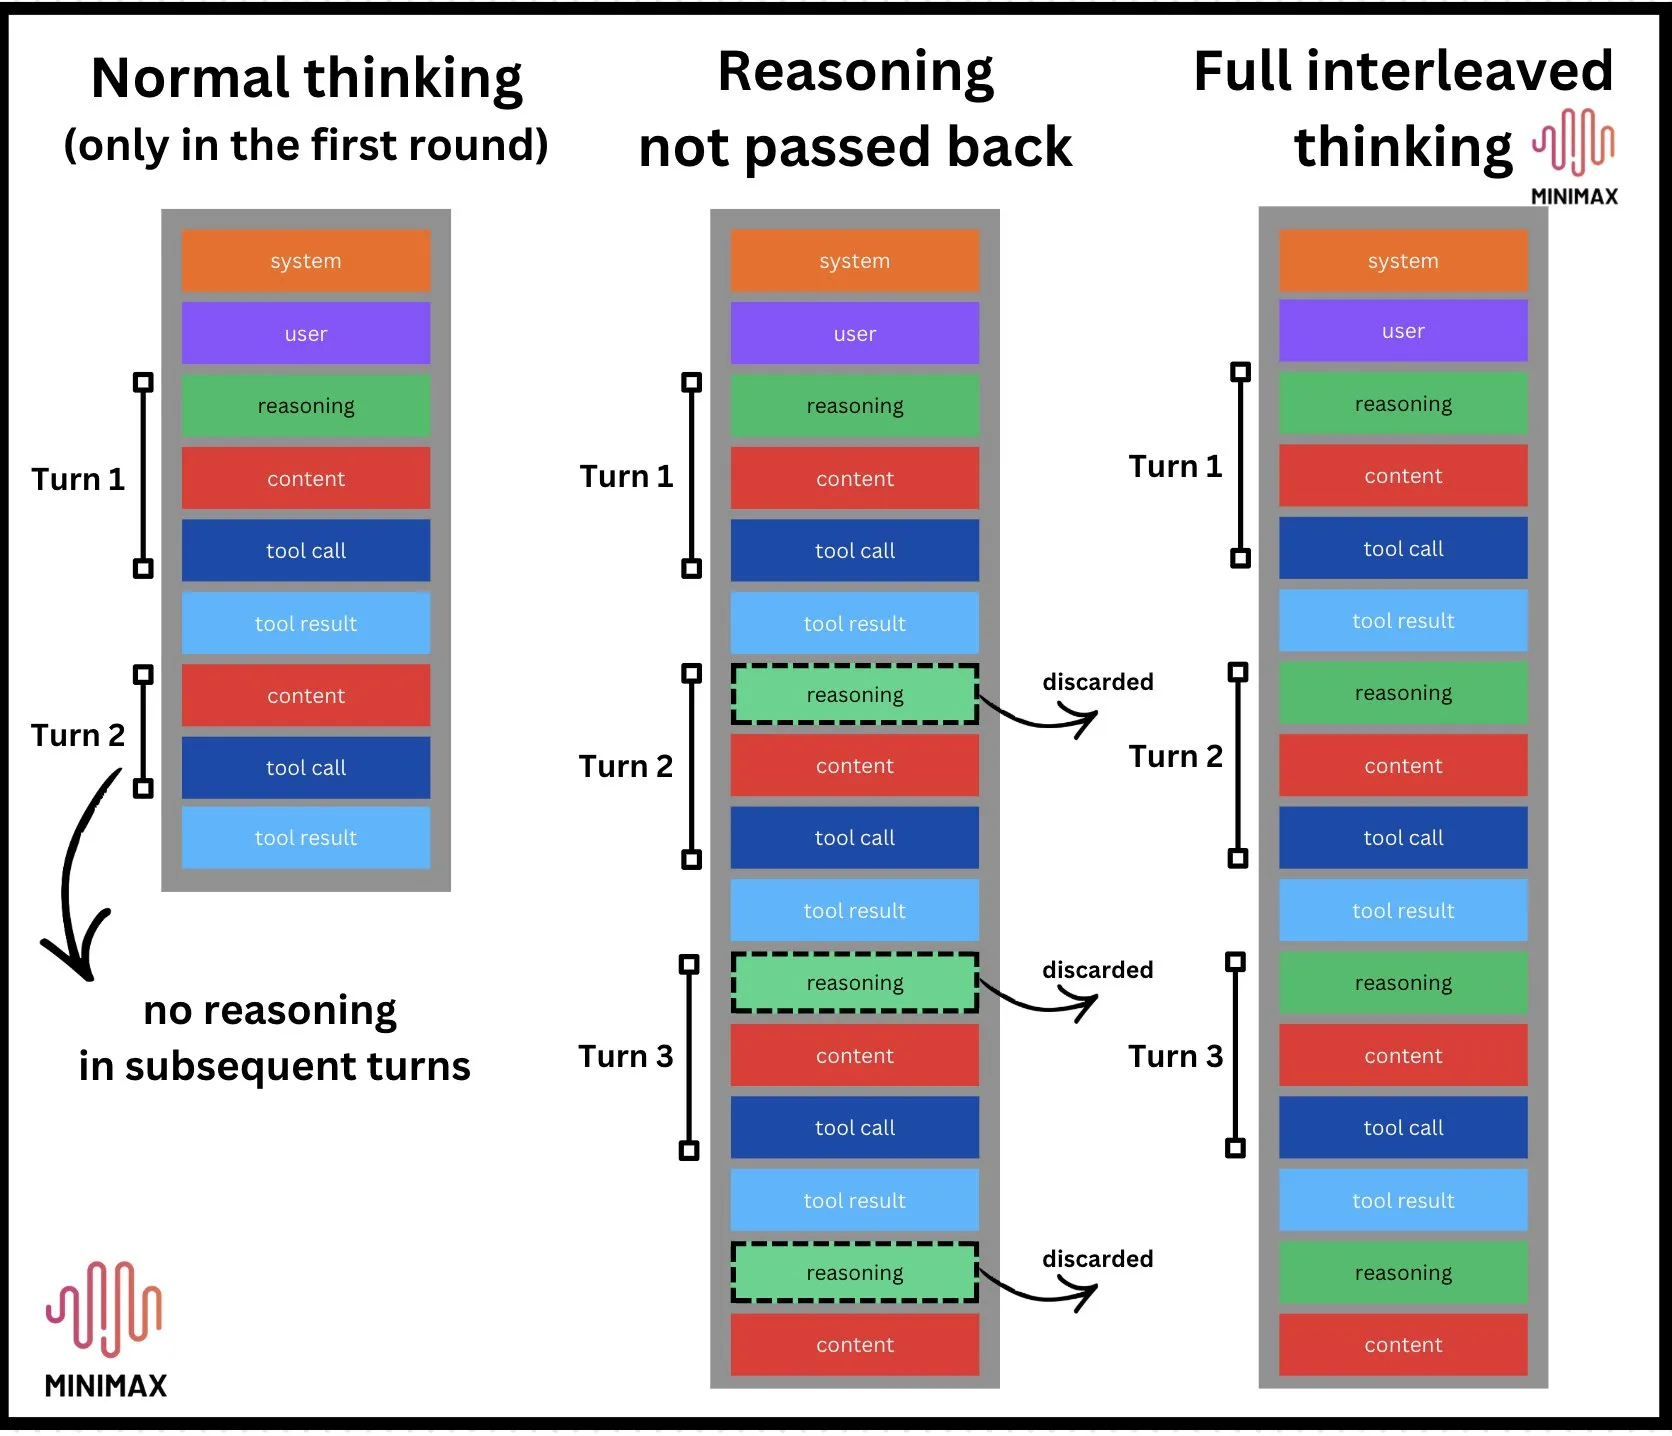 Normal thinking
(only in the first round)
system
user
reasoning
content
tool call
tool result
content
tool call
tool result
Turn 1
Turn 2
no reasoning
in subsequent turns
MINIMAX
Reasoning
not passed back
system
user
reasoning
content
tool call
tool result
reasoning
content
tool call
tool result
reasoning
content
tool call
tool result
reasoning
content
Turn 1
Turn 2
Turn 3
discarded
discarded
discarded
Full interleaved
thinking
MINIMAX
system
user
reasoning
content
tool call
tool result
reasoning
content
tool call
tool result
reasoning
content
tool call
tool result
reasoning
content
Turn 1
Turn 2
Turn 3